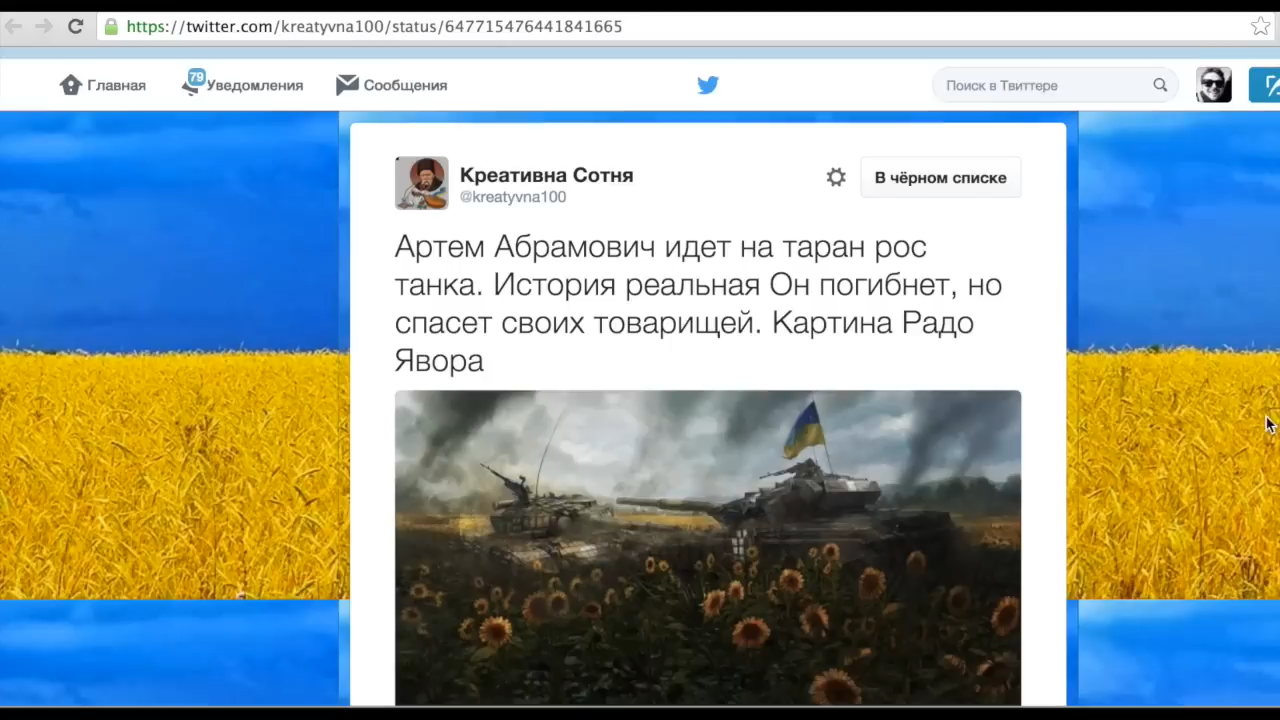 https://twitter.com/kreatyvna100/status/647715476441841665
Главная
79
Уведомления
Сообщения
Поиск в Твиттере
Креативна Сотня
@kreatyvna100
В чёрном списке
Артем Абрамович идет на таран рос
танка. История реальная Он погибнет, но
спасет своих товарищей. Картина Радо
Явора